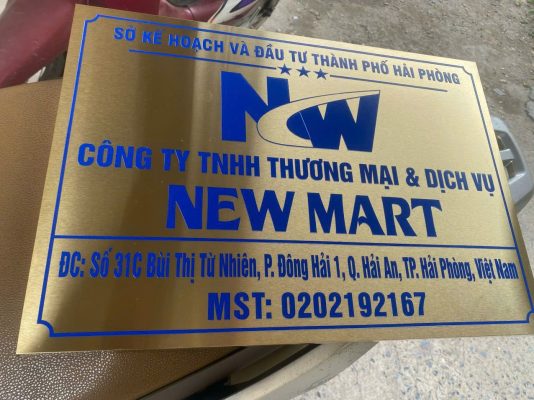 SỞ KẾ HOẠCH VÀ ĐẦU TƯ THÀNH PHỐ HẢI PHÒNG
NW
CÔNG TY TNHH THƯƠNG MẠI & DỊCH VỤ
NEW MART
ĐC: Số 31C Bùi Thị Từ Nhiên, P. Đông Hải 1, Q. Hải An, TP. Hải Phòng, Việt Nam
MST: 0202192167